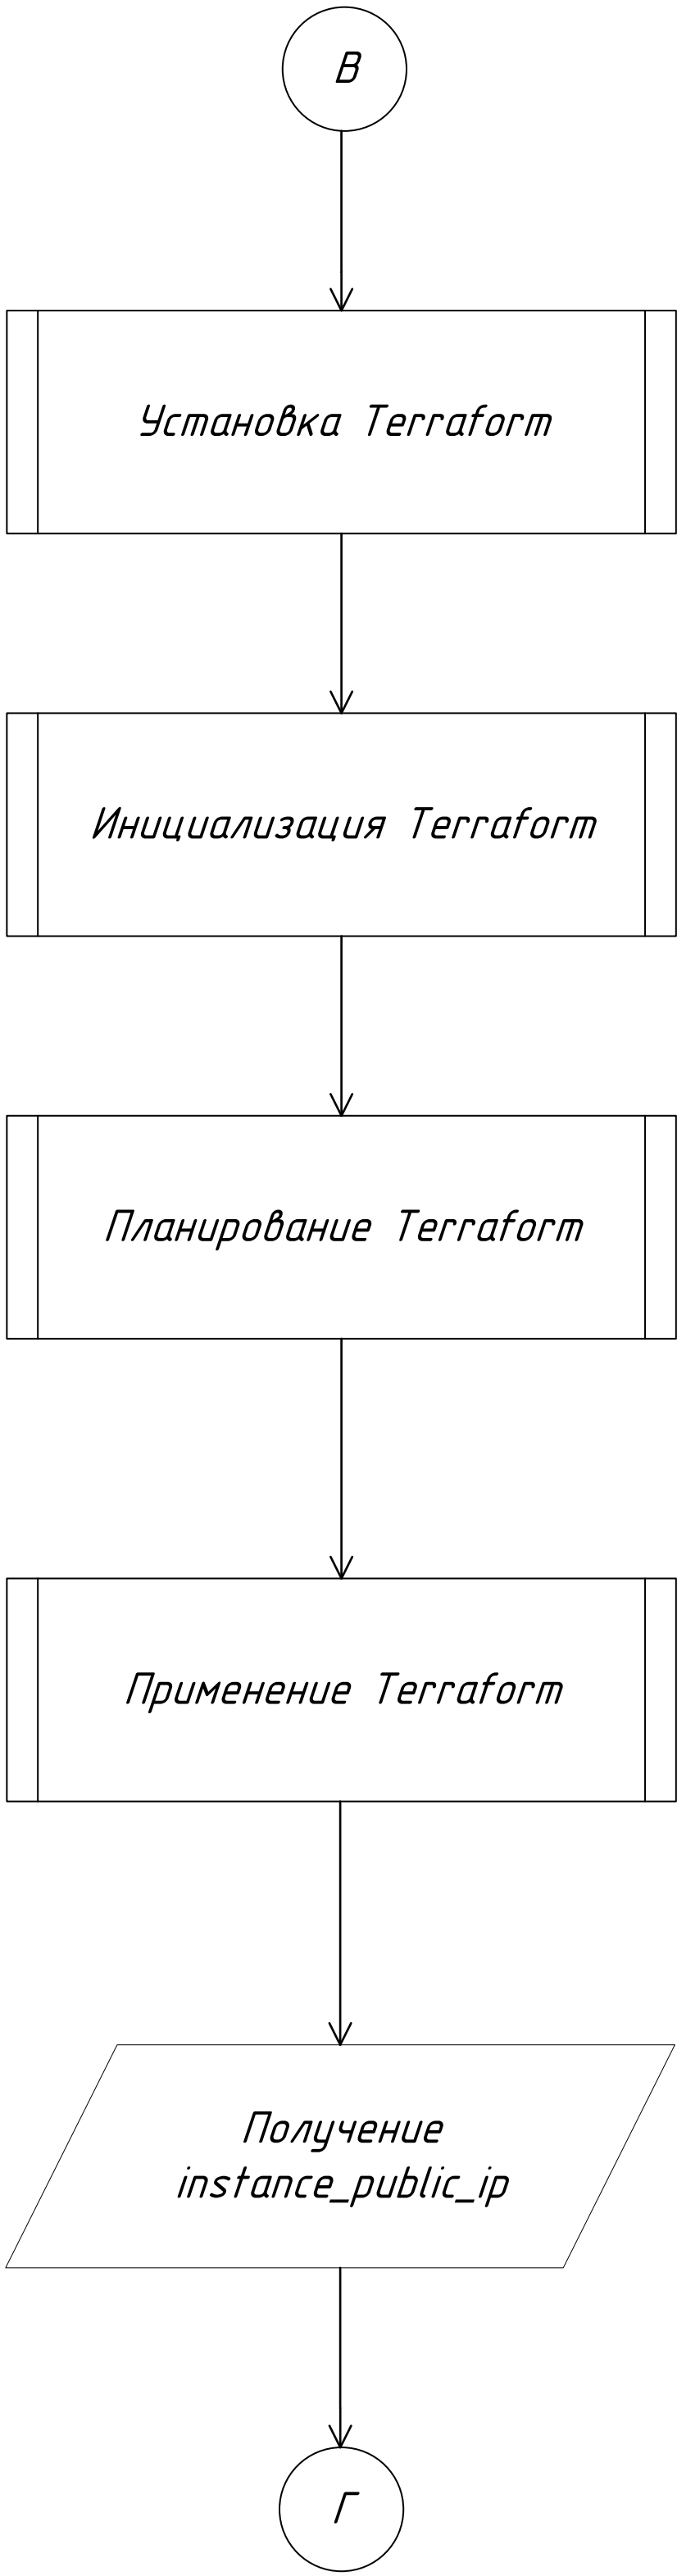 В
Установка Terraform
Инициализация Terraform
Планирование Terraform
Применение Terraform
Получение
instance_public_ip
Г